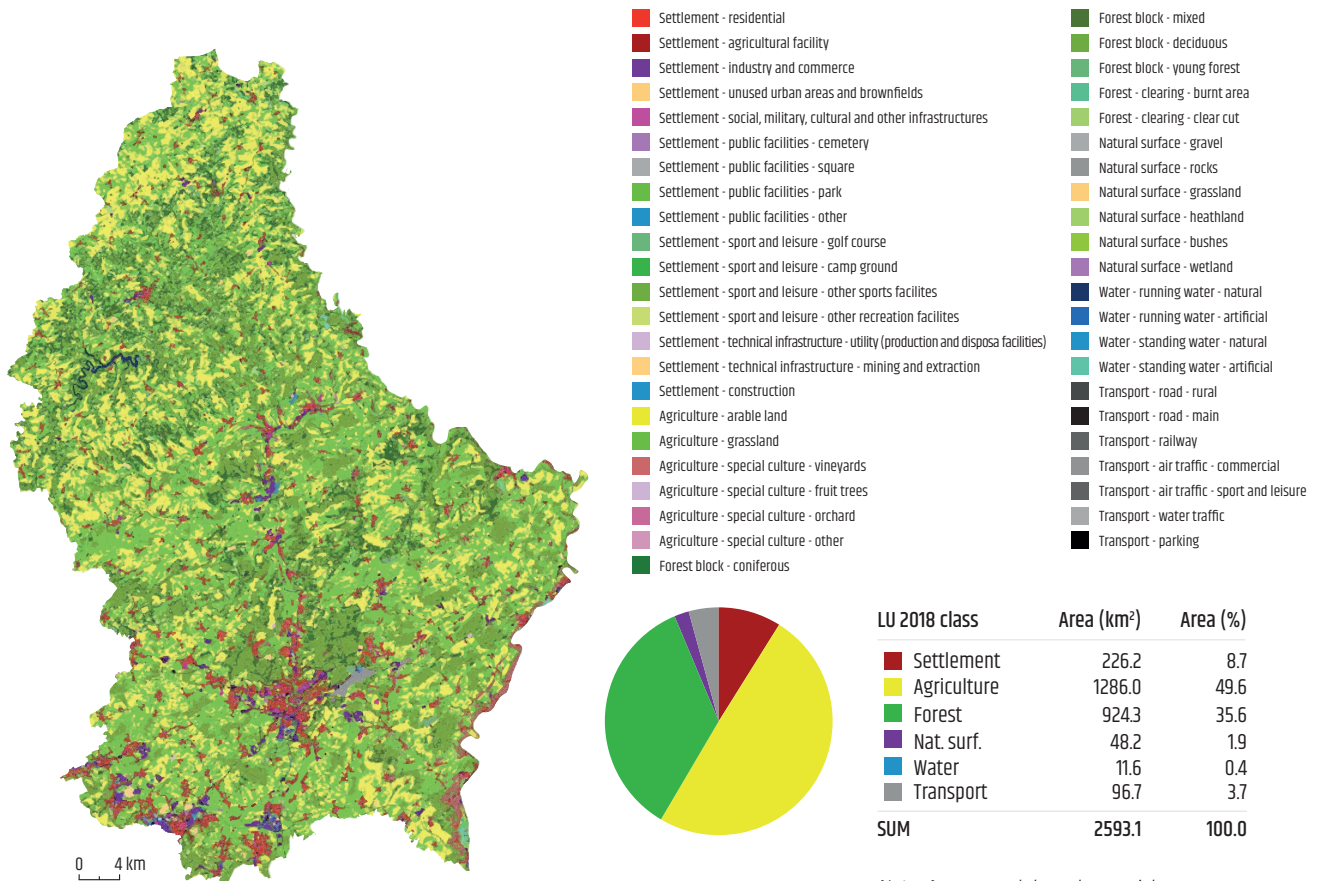 Settlement - residential
Settlement - agricultural facility
Settlement - industry and commerce
Settlement - unused urban areas and brownfields
Settlement - social, military, cultural and other infrastructures
Settlement - public facilities - cemetery
Settlement - public facilities - square
Settlement - public facilities - park
Settlement - public facilities - other
Settlement - sport and leisure - golf course
Settlement - sport and leisure - camp ground
Settlement - sport and leisure - other sports facilites
Settlement - sport and leisure - other recreation facilites
Settlement - technical infrastructure - utility (production and disposa facilities)
Settlement - technical infrastructure - mining and extraction
Settlement - construction
Agriculture - arable land
Agriculture - grassland
Agriculture - special culture - vineyards
Agriculture - special culture - fruit trees
Agriculture - special culture - orchard
Agriculture - special culture - other
Forest block - coniferous
Forest block - mixed
Forest block - deciduous
Forest block - young forest
Forest - clearing - burnt area
Forest - clearing - clear cut
Natural surface - gravel
Natural surface - rocks
Natural surface - grassland
Natural surface - heathland
Natural surface - bushes
Natural surface - wetland
Water - running water - natural
Water - running water - artificial
Water - standing water - natural
Water - standing water - artificial
Transport - road - rural
Transport - road - main
Transport - railway
Transport - air traffic - commercial
Transport - air traffic - sport and leisure
Transport - water traffic
Transport - parking
LU 2018 class Area (km²) Area (%)
Settlement 226.2 8.7
Agriculture 1286.0 49.6
Forest 924.3 35.6
Nat. surf. 48.2 1.9
Water 11.6 0.4
Transport 96.7 3.7
SUM 2593.1 100.0
0 4 km